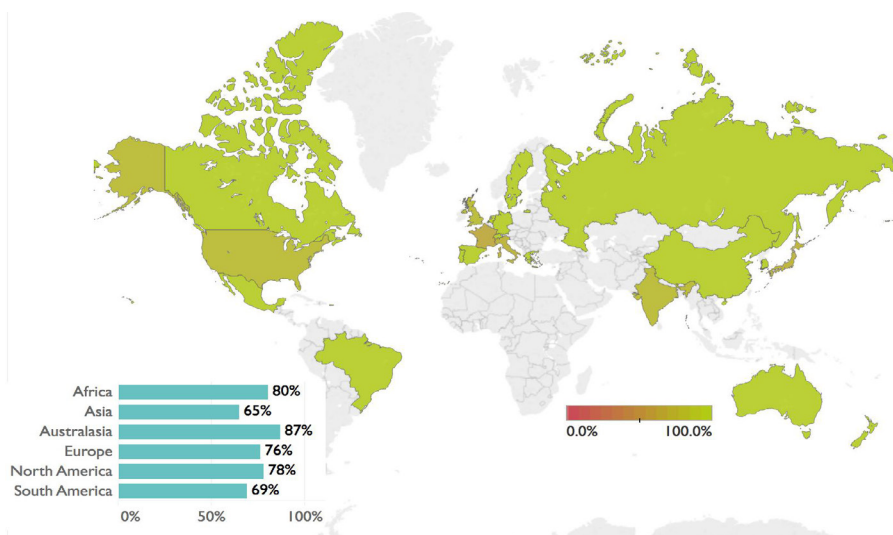 Africa 80%
Asia 65%
Australasia 87%
Europe 76%
North America 78%
South America 69%
0% 50% 100%
0.0% 100.0%